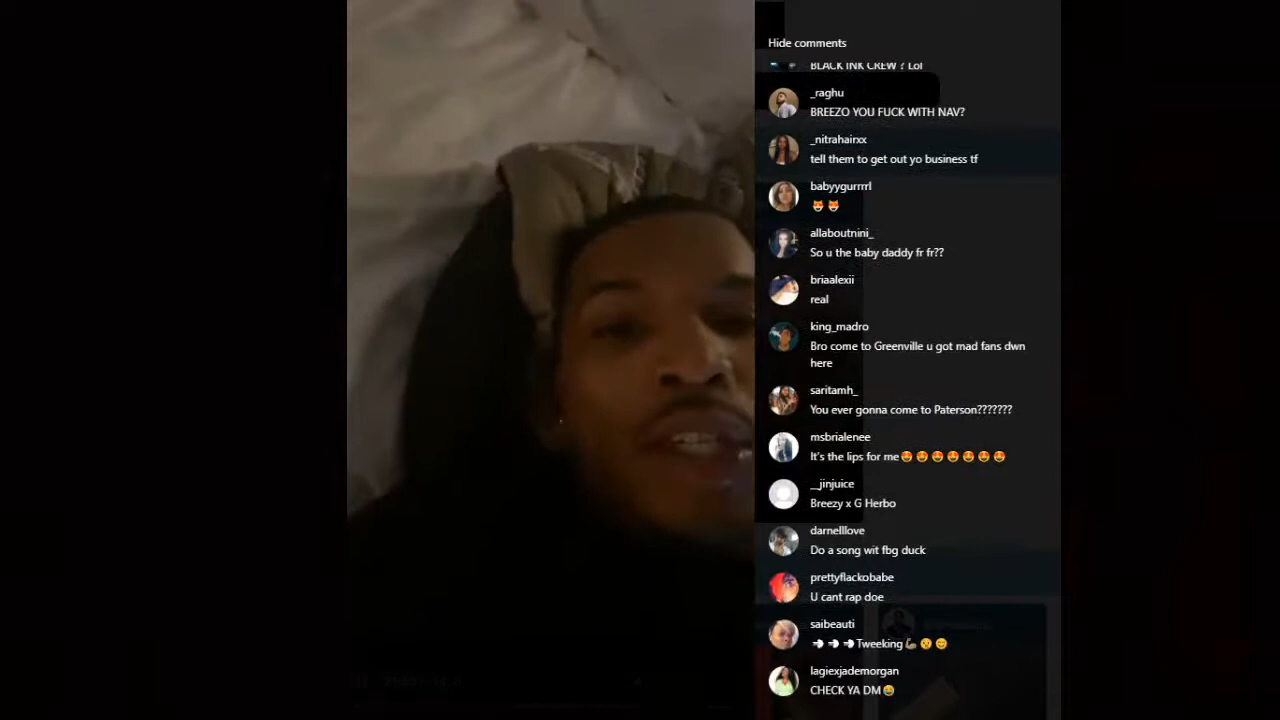 Hide comments
BLACK INK CREW ? Lol
_raghu
BREEZO YOU FUCK WITH NAV?
_nitrahairxx
tell them to get out yo business tf
babyygurrrrl
😻 😻
allaboutnini_
So u the baby daddy fr fr??
briaalexii
real
king_madro
Bro come to Greenville u got mad fans dwn
here
saritamh_
You ever gonna come to Paterson???????
msbrialenee
It's the lips for me😍😍😍😍😍😍😍
__jinjuice
Breezy x G Herbo
darnelllove
Do a song wit fbg duck
prettyflackobabe
U cant rap doe
saibeauti
💨 💨 💨Tweeking💪🏽😯😋
lagiexjademorgan
CHECK YA DM😂